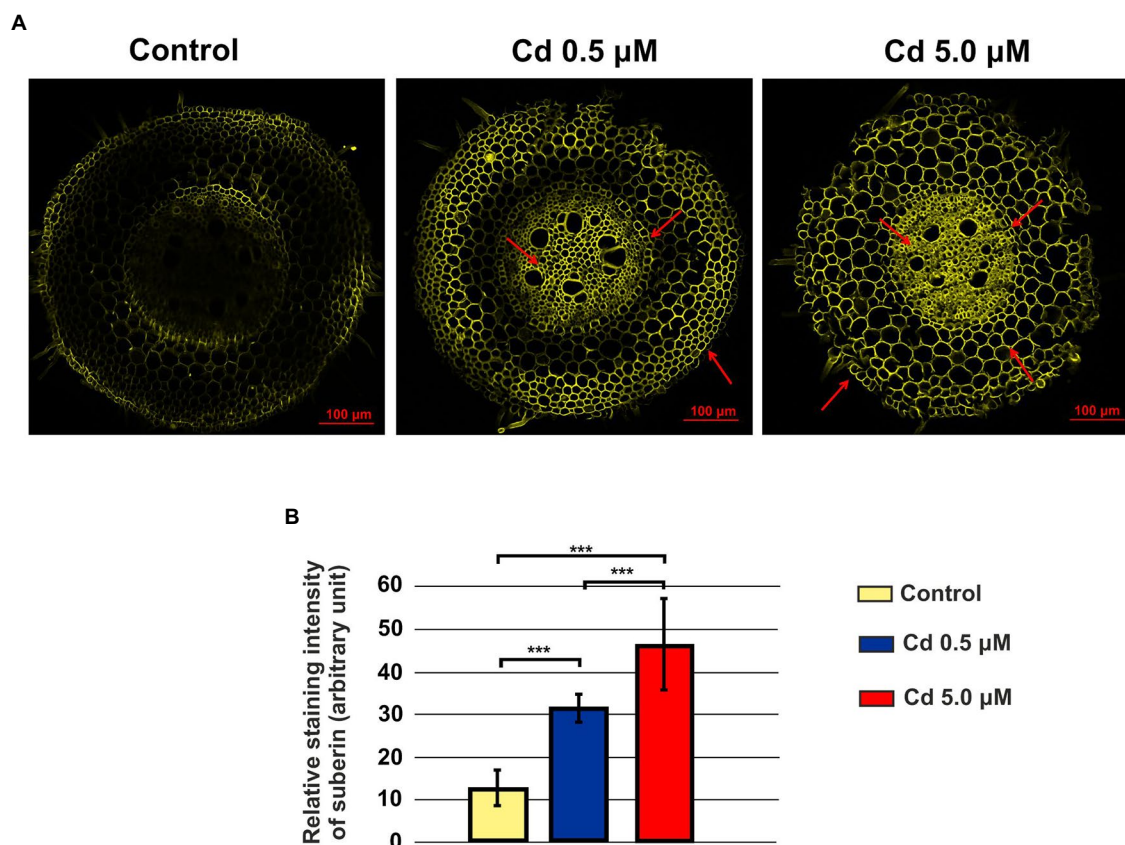 A
Control
Cd 0.5 µM
Cd 5.0 µM
100 µm
100 µm
100 µm
B
Relative staining intensity
of suberin (arbitrary unit)
60
50
40
30
20
10
0
***
***
***
Control
Cd 0.5 µM
Cd 5.0 µM